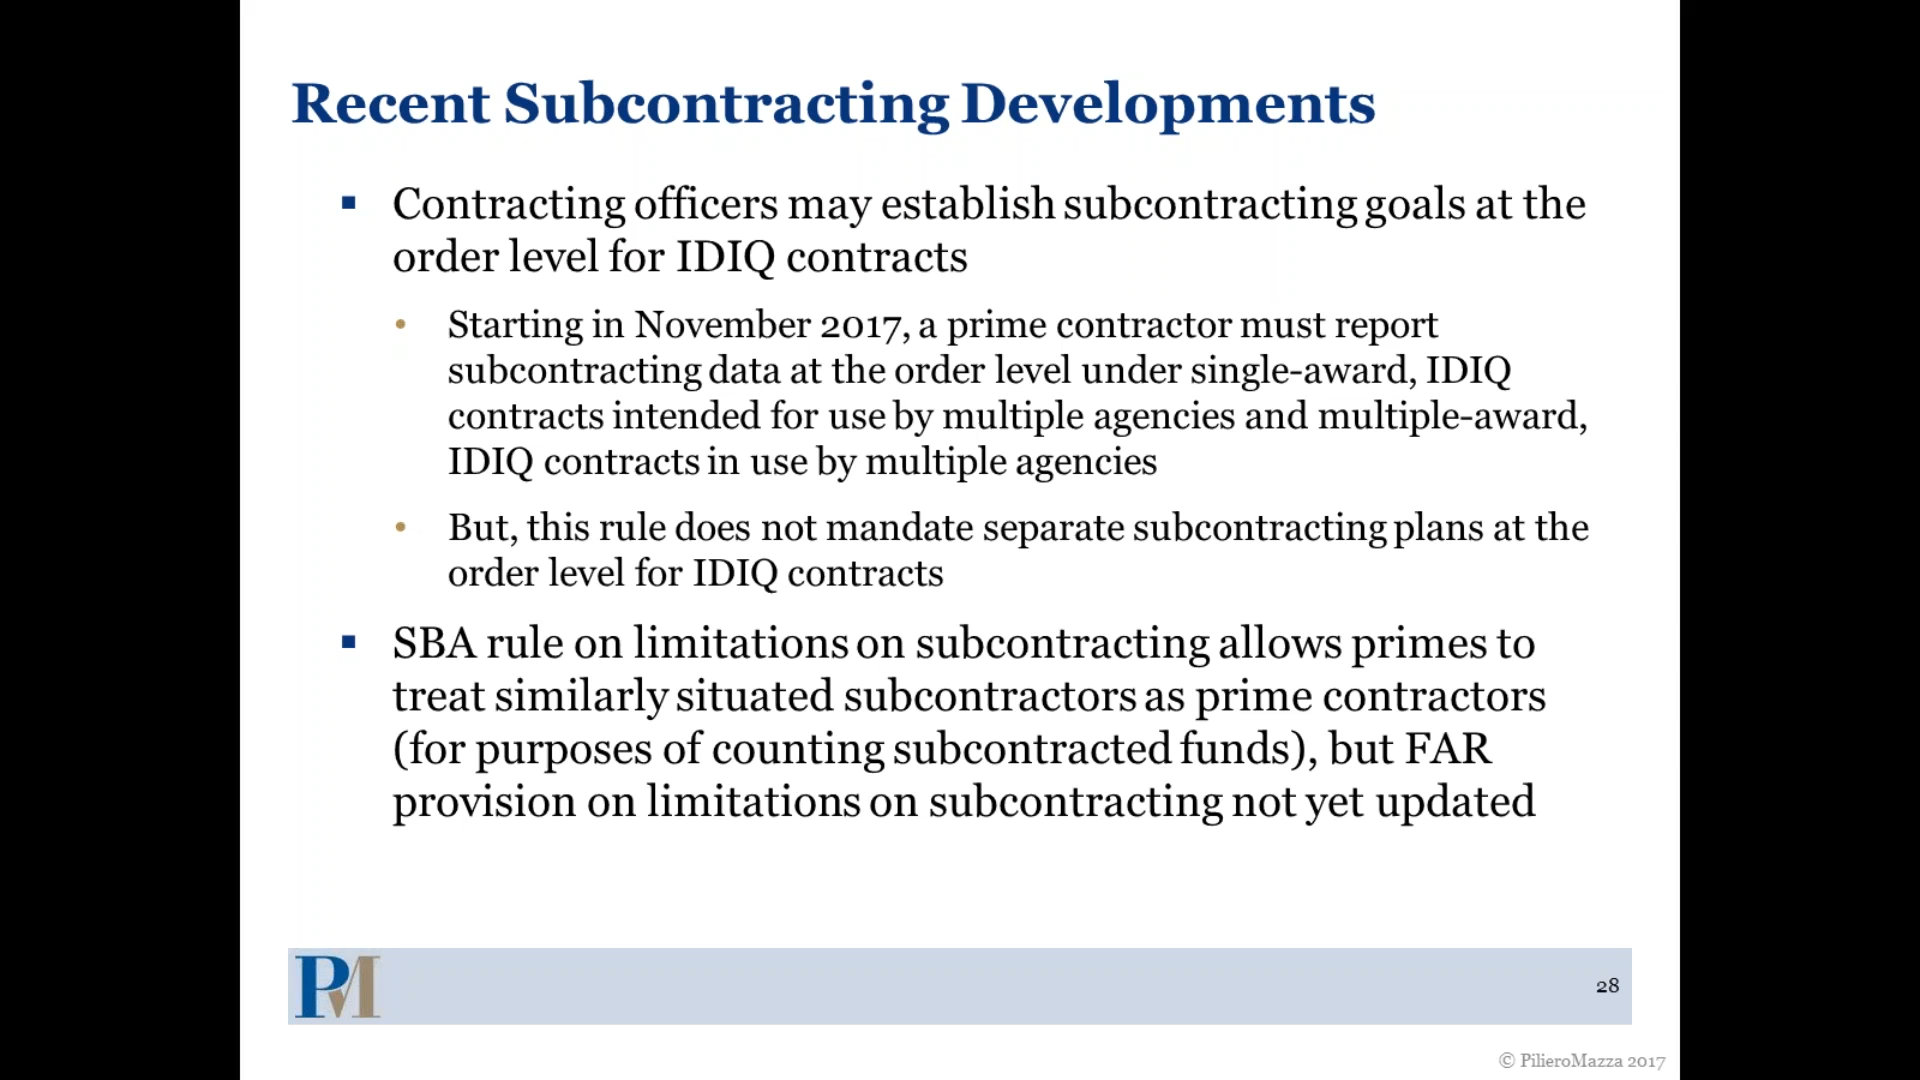 Recent Subcontracting Developments
▪ Contracting officers may establish subcontracting goals at the
order level for IDIQ contracts
• Starting in November 2017, a prime contractor must report
subcontracting data at the order level under single-award, IDIQ
contracts intended for use by multiple agencies and multiple-award,
IDIQ contracts in use by multiple agencies
• But, this rule does not mandate separate subcontracting plans at the
order level for IDIQ contracts
▪ SBA rule on limitations on subcontracting allows primes to
treat similarly situated subcontractors as prime contractors
(for purposes of counting subcontracted funds), but FAR
provision on limitations on subcontracting not yet updated
PM
28
© PilieroMazza 2017